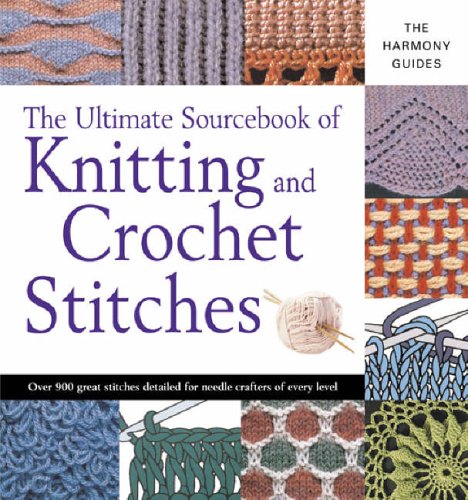 THE
HARMONY
GUIDES
The Ultimate Sourcebook of
Knitting and
Crochet
Stitches
Over 900 great stitches detailed for needle crafters of every level